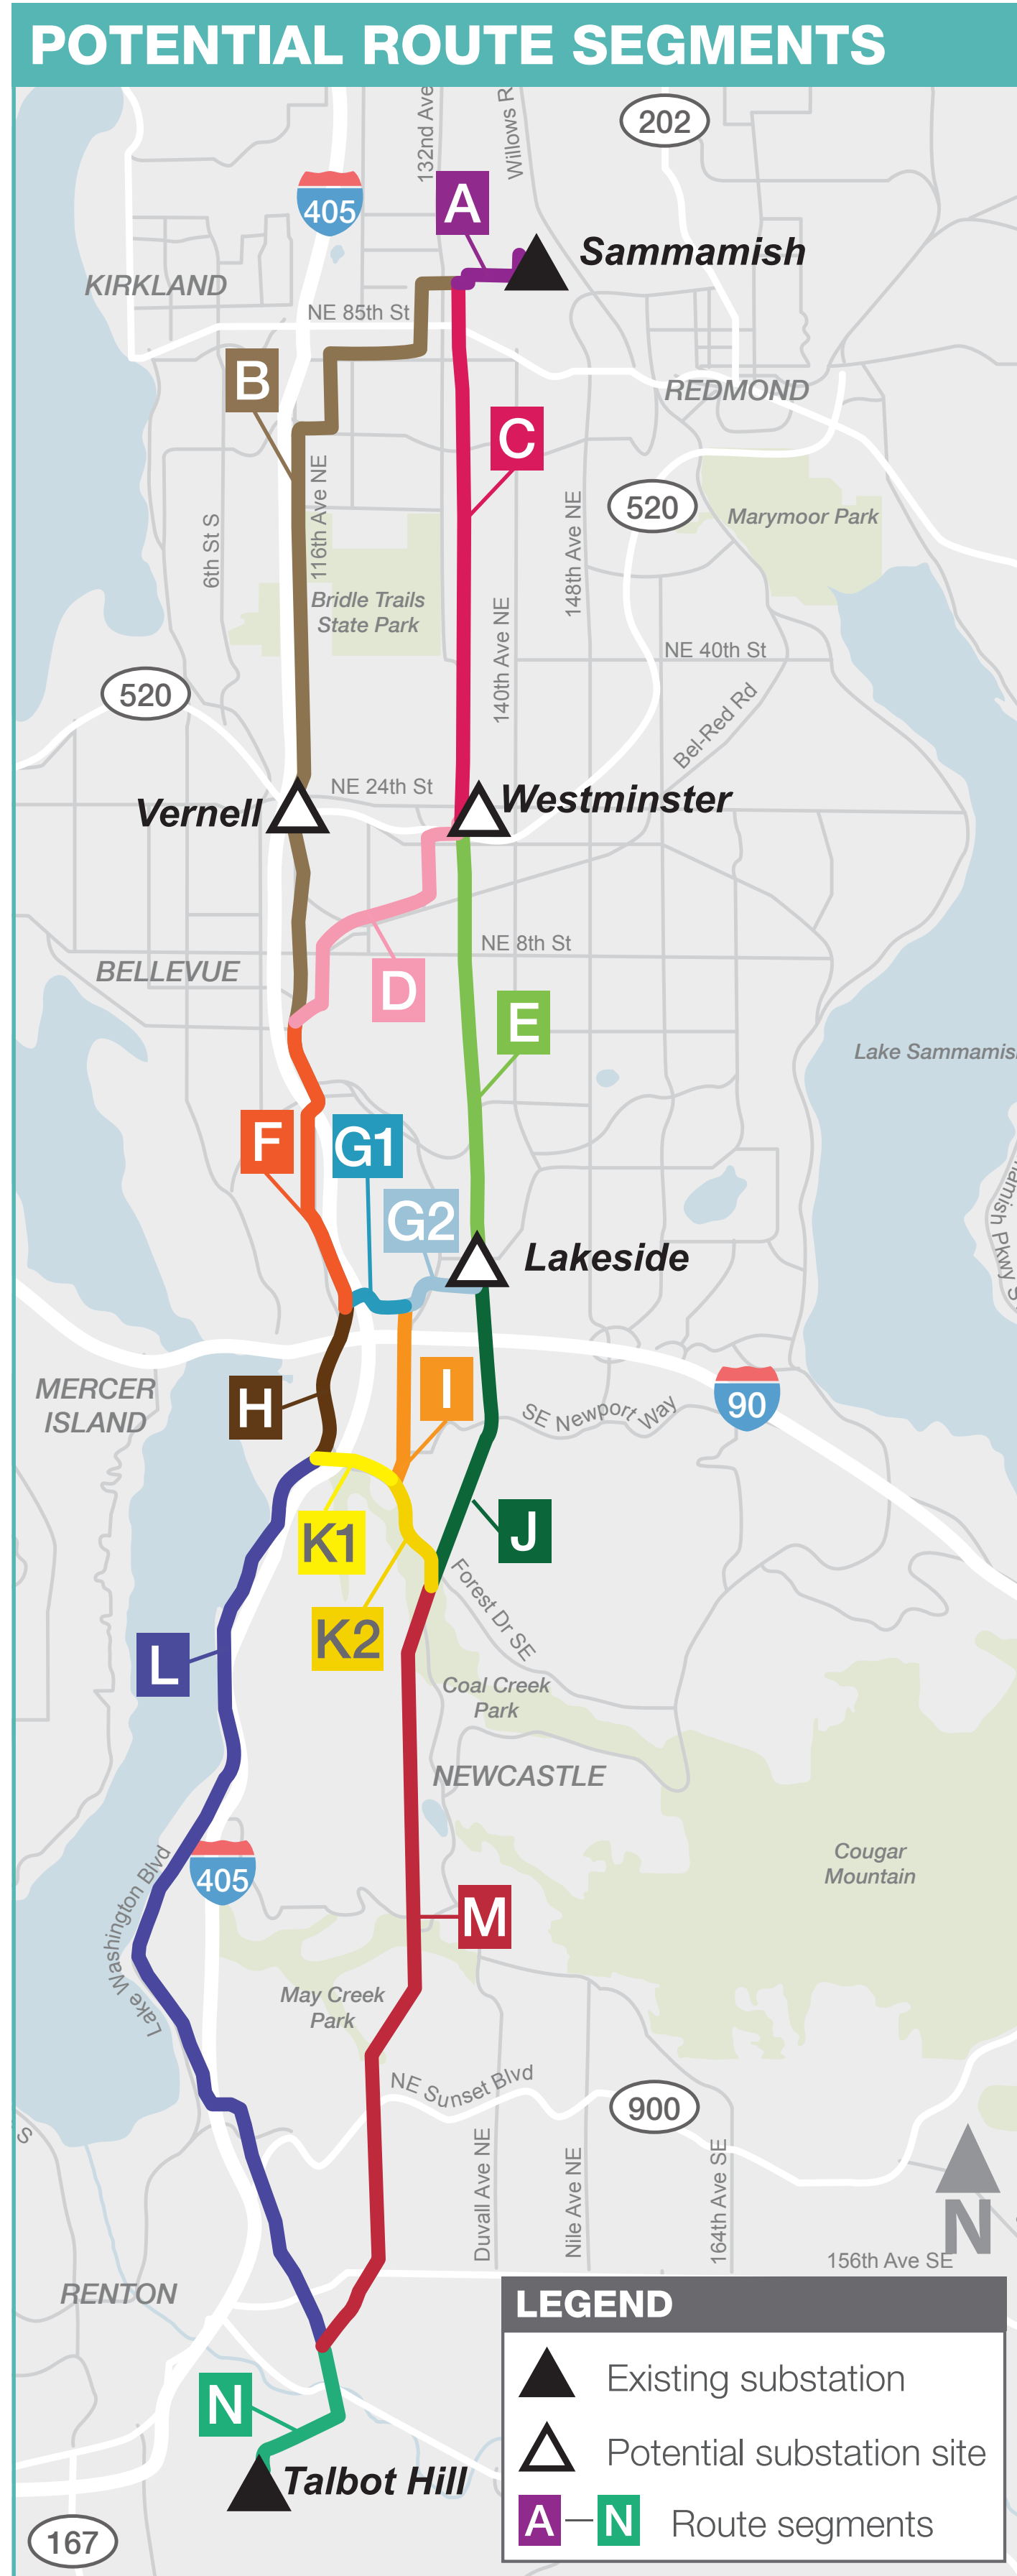 POTENTIAL ROUTE SEGMENTS
132nd Ave
Willows R
202
405
A
Sammamish
KIRKLAND
NE 85th St
B
REDMOND
C
520
Marymoor Park
6th St S
116th Ave NE
148th Ave NE
Bridle Trails
State Park
140th Ave NE
NE 40th St
520
Bel-Red Rd
NE 24th St
Vernell
Westminster
NE 8th St
BELLEVUE
D
E
Lake Sammamis
F
G1
G2
amish Pkwy S
Lakeside
MERCER
ISLAND
H
I
90
SE Newport Way
K1
J
K2
Forest Dr SE
L
Coal Creek
Park
NEWCASTLE
Lake Washington Blvd
405
Cougar
Mountain
M
May Creek
Park
NE Sunset Blvd
900
S
Duvall Ave NE
Nile Ave NE
164th Ave SE
N
156th Ave SE
RENTON
LEGEND
Existing substation
Potential substation site
A — N Route segments
N
Talbot Hill
167